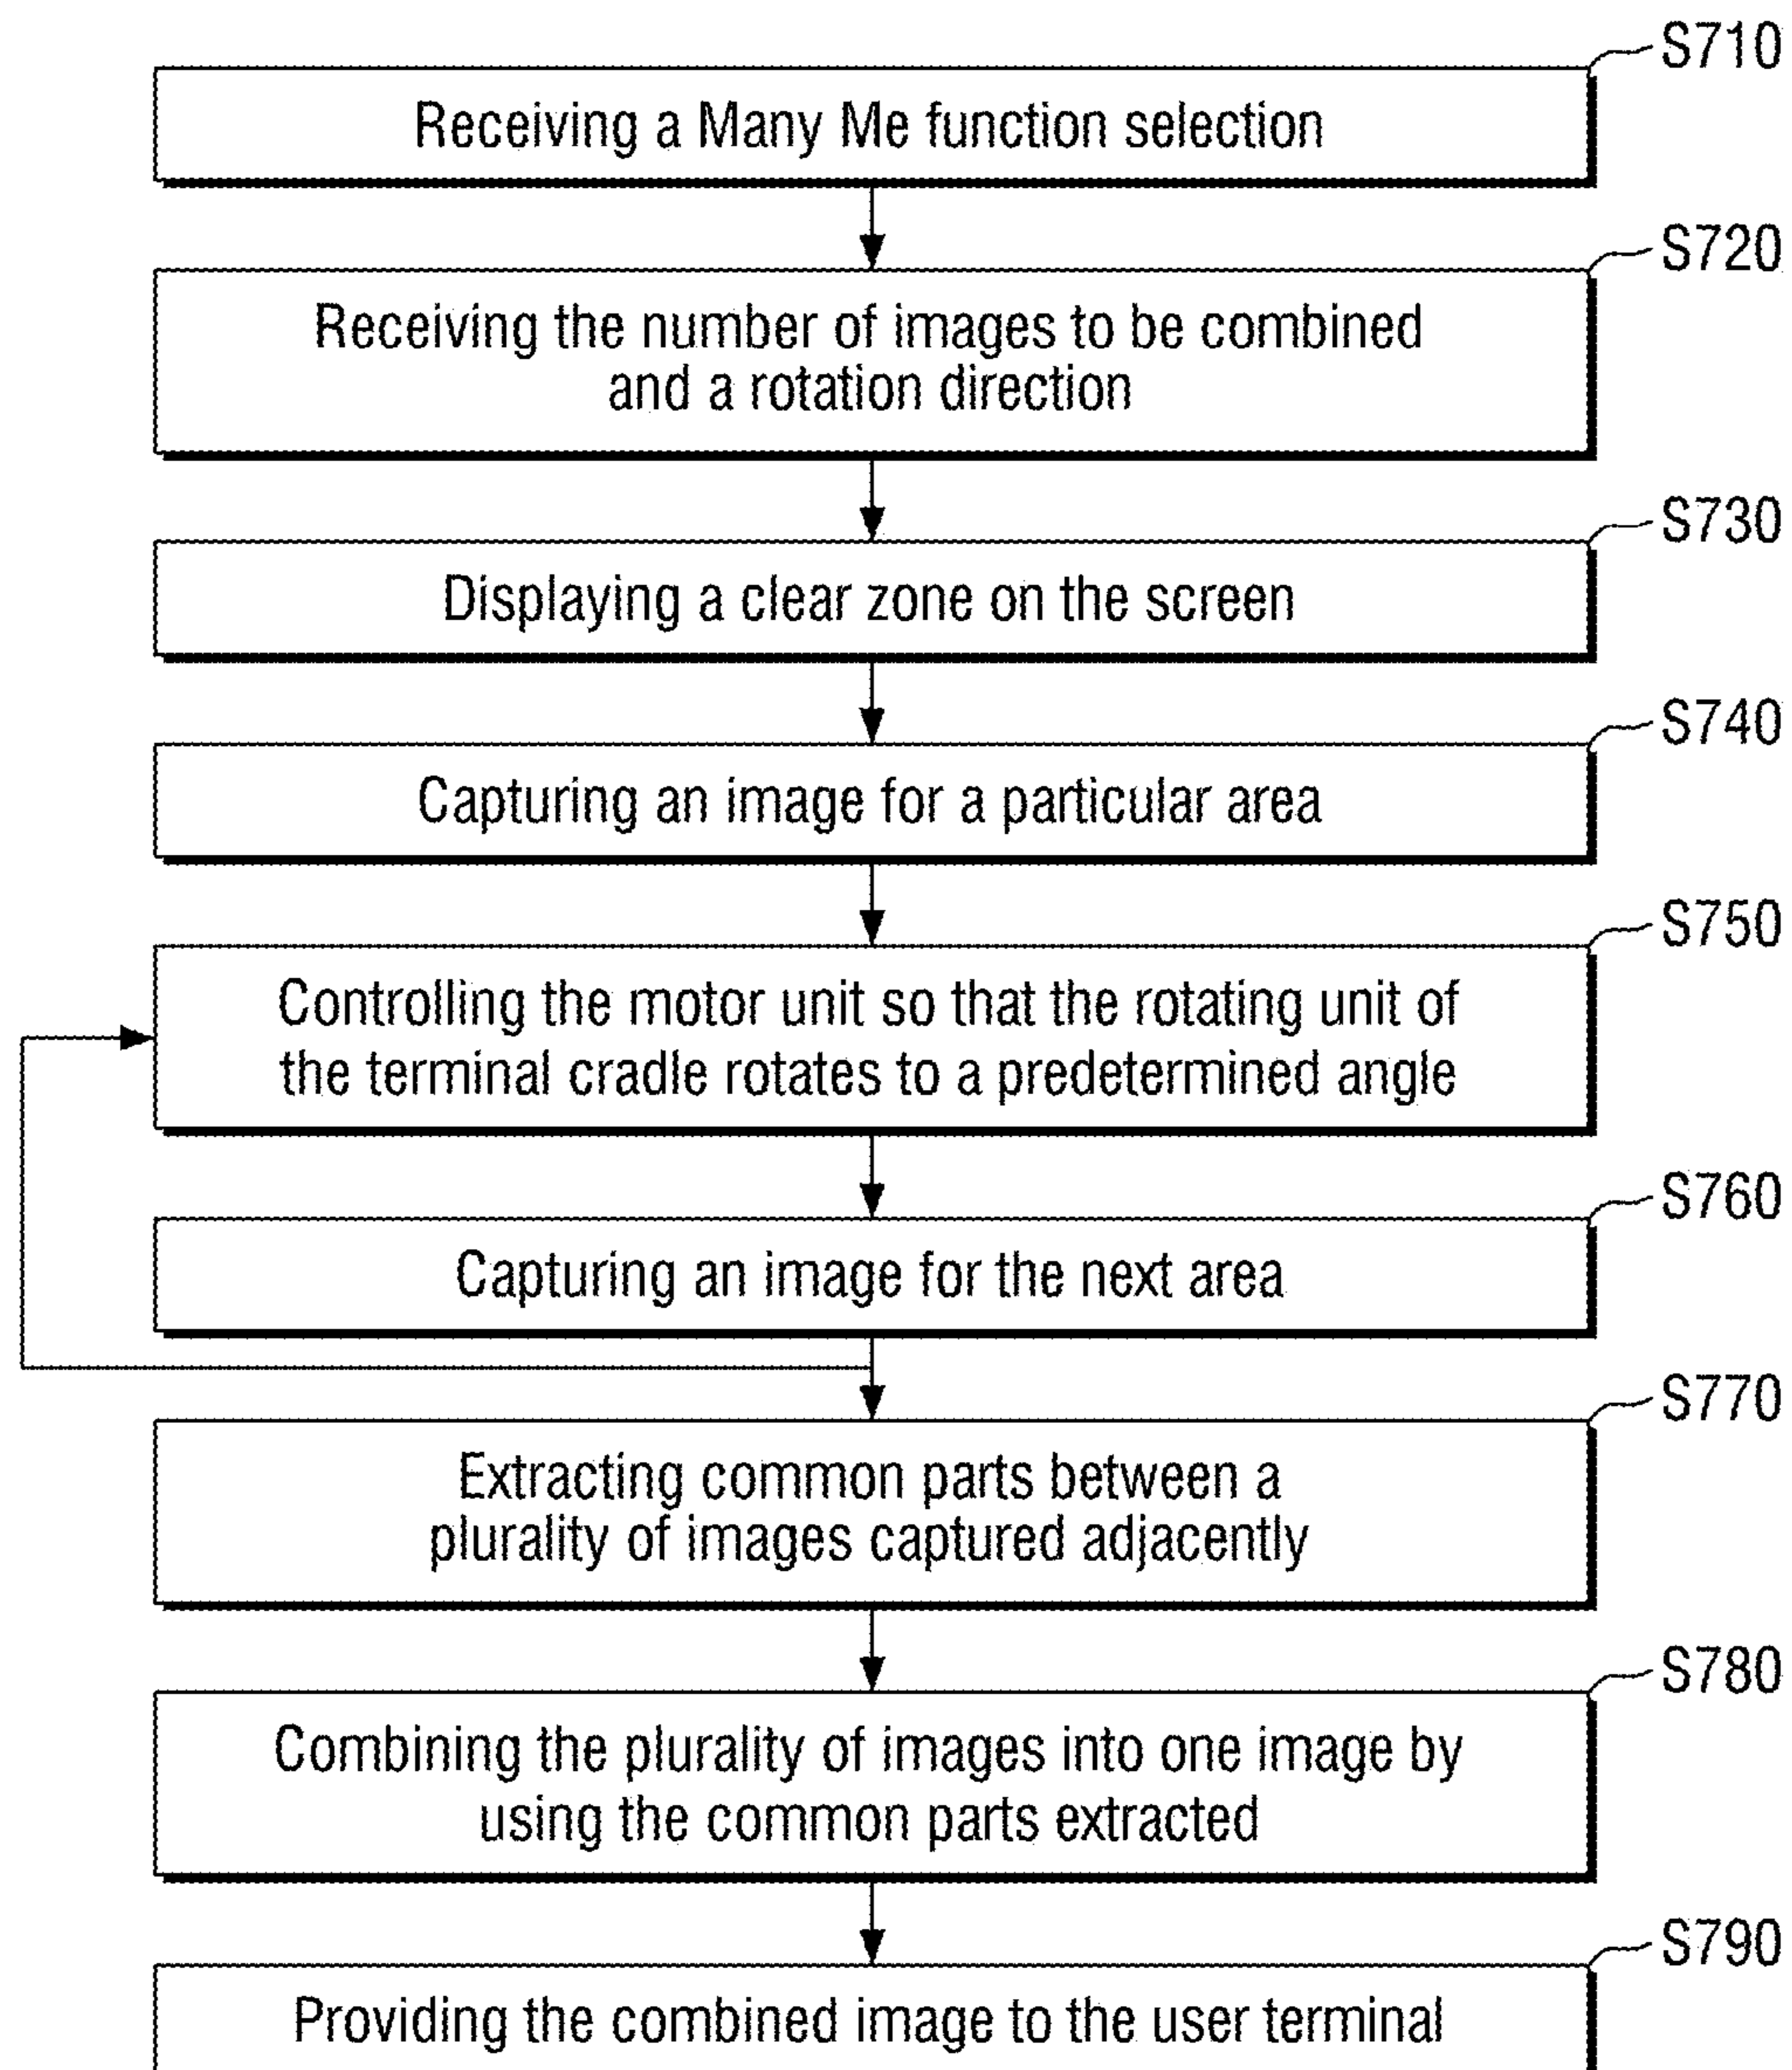 S710
Receiving a Many Me function selection
S720
Receiving the number of images to be combined
and a rotation direction
S730
Displaying a clear zone on the screen
S740
Capturing an image for a particular area
S750
Controlling the motor unit so that the rotating unit of
the terminal cradle rotates to a predetermined angle
S760
Capturing an image for the next area
S770
Extracting common parts between a
plurality of images captured adjacently
S780
Combining the plurality of images into one image by
using the common parts extracted
S790
Providing the combined image to the user terminal